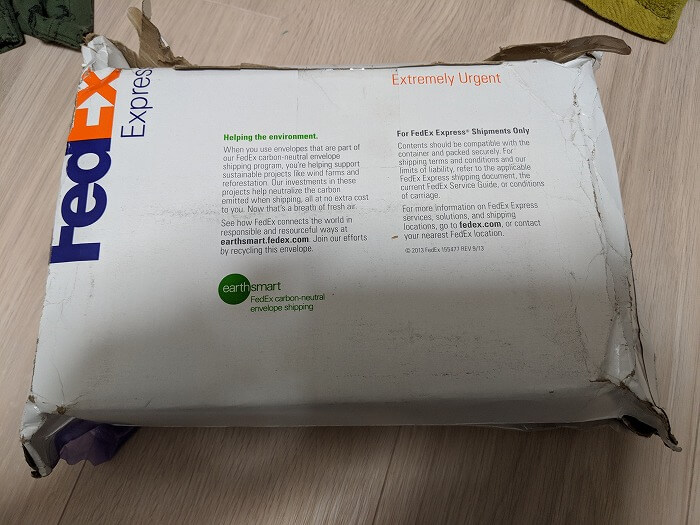 FedEx
Express
Extremely Urgent
Helping the environment.
When you use envelopes that are part of
our FedEx carbon-neutral envelope
shipping program, you're helping support
sustainable projects like wind farms and
reforestation. Our investments in these
projects help neutralize the carbon
emitted when shipping, all at no extra cost
to you. Now that's a breath of fresh air.
See how FedEx connects the world in
responsible and resourceful ways at
earthsmart.fedex.com. Join our efforts
by recycling this envelope.
earthsmart
FedEx carbon-neutral
envelope shipping
For FedEx Express® Shipments Only
Contents should be compatible with the
container and packed securely. For
shipping terms and conditions and our
limits of liability, refer to the applicable
FedEx Express shipping document, the
current FedEx Service Guide, or conditions
of carriage.
For more information on FedEx Express
services, solutions, and shipping
locations, go to fedex.com, or contact
your nearest FedEx location.
© 2013 FedEx 155477 REV 9/13